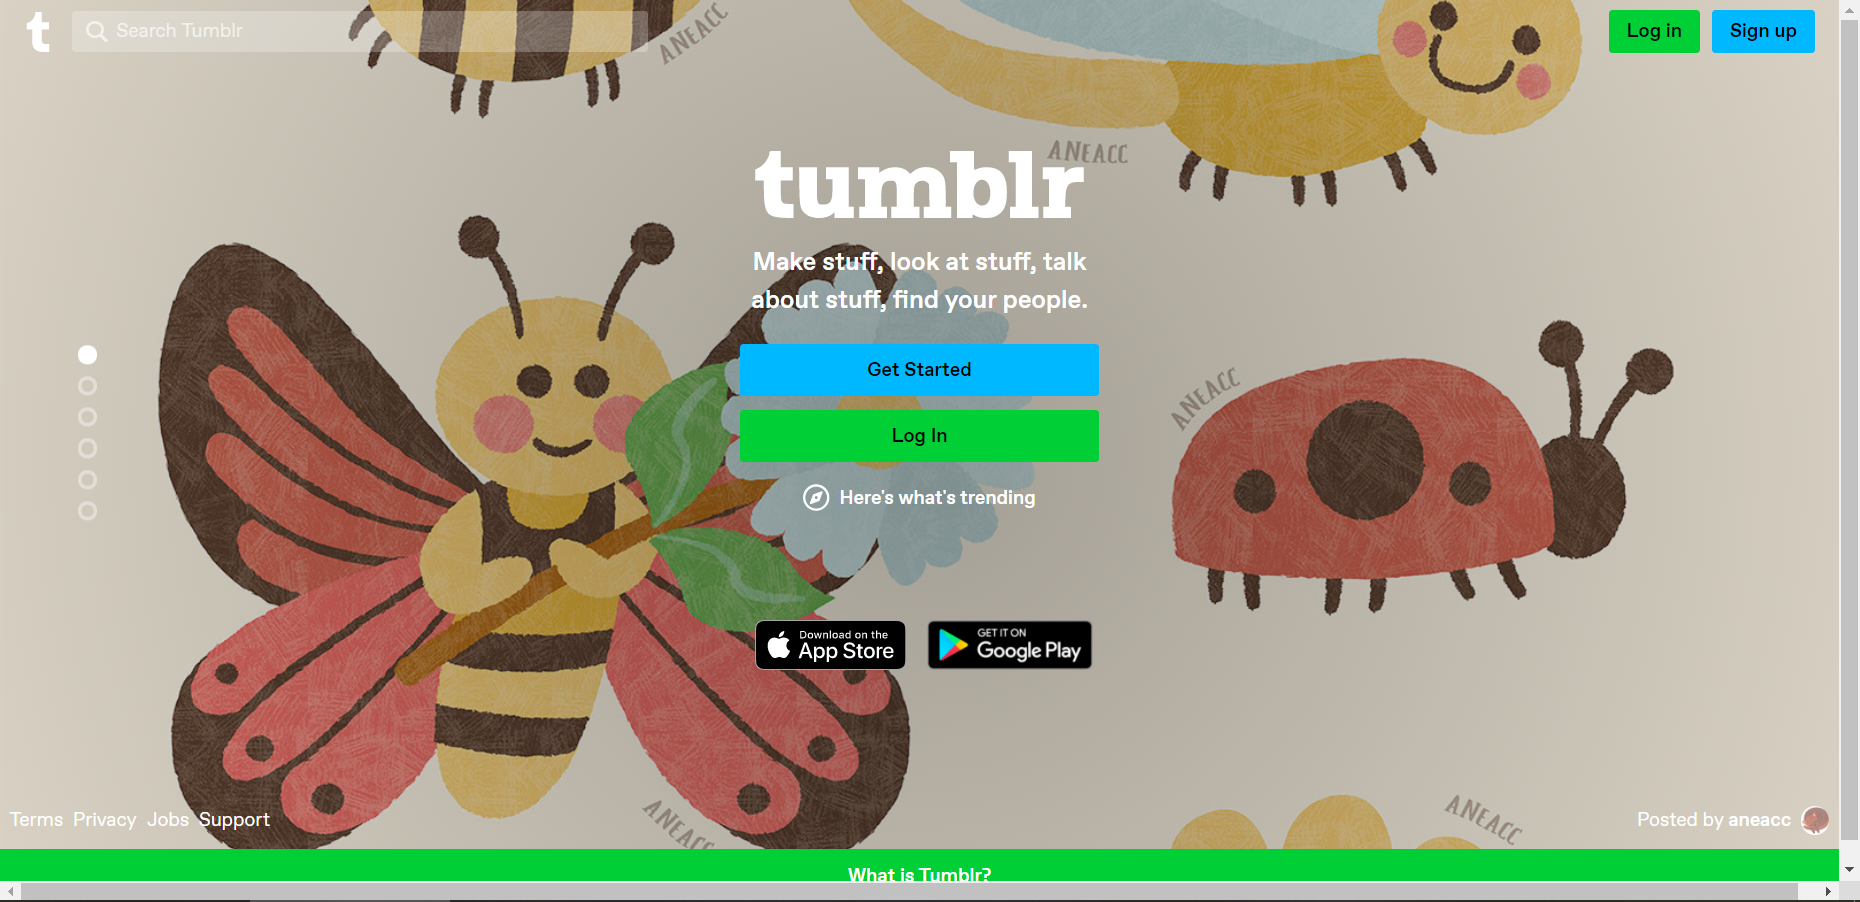 t
Search Tumblr
Log in
Sign up
ANEACC
ANEACC
tumblr
Make stuff, look at stuff, talk
about stuff, find your people.
Get Started
Log In
Here's what's trending
ANEACC
Download on the
App Store
GET IT ON
Google Play
ANEACC
ANEACC
Terms Privacy Jobs Support
Posted by aneacc
What is Tumblr?